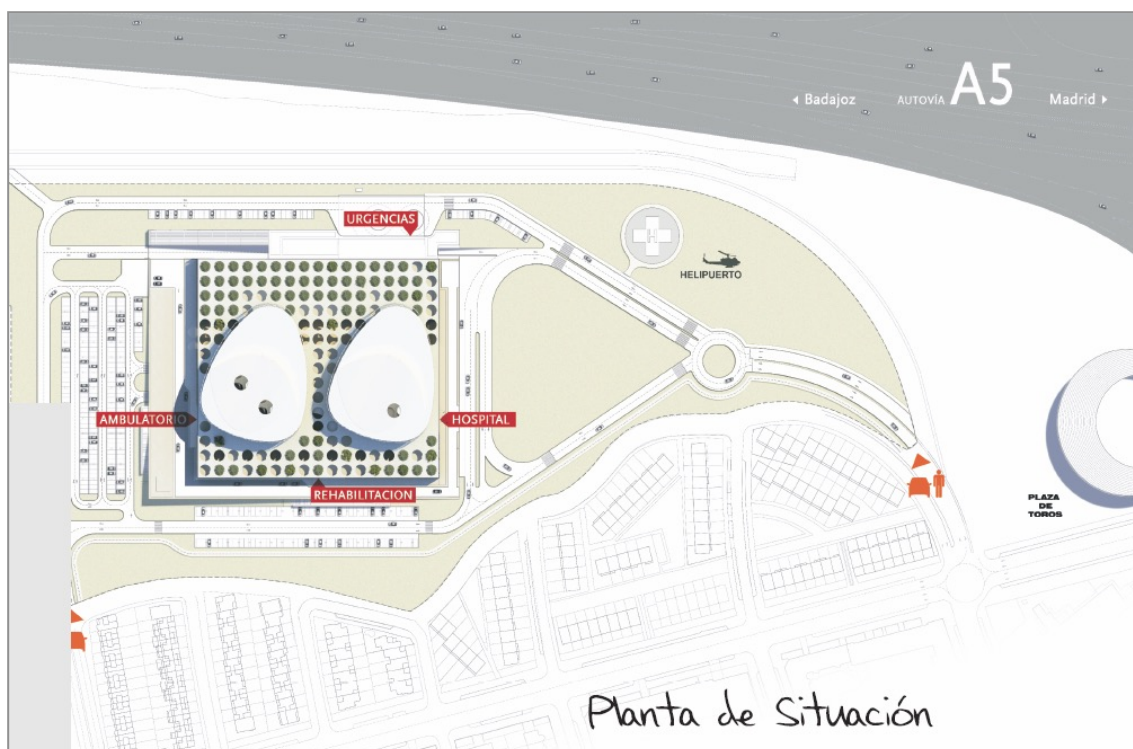 ◂ Badajoz AUTOVÍA A5 Madrid ▸
URGENCIAS
H
HELIPUERTO
AMBULATORIO
HOSPITAL
REHABILITACION
PLAZA
DE
TOROS
Planta de Situación